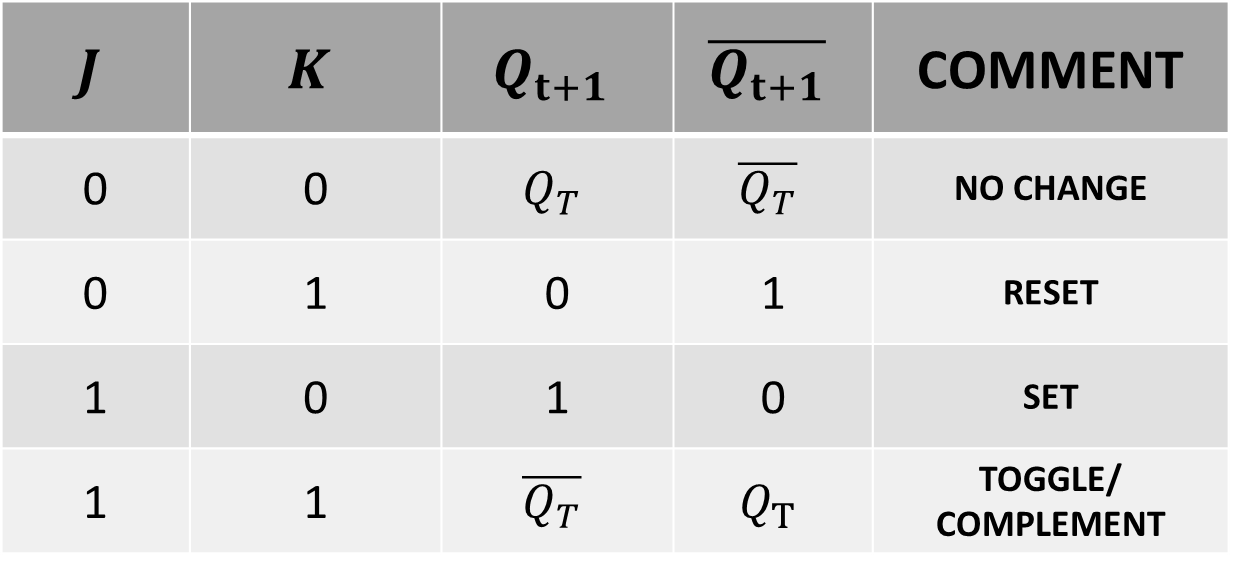 J K Q_{t+1} \overline{Q_{t+1}} COMMENT
0 0 Q_T \overline{Q_T} NO CHANGE
0 1 0 1 RESET
1 0 1 0 SET
1 1 \overline{Q_T} Q_T TOGGLE/
COMPLEMENT